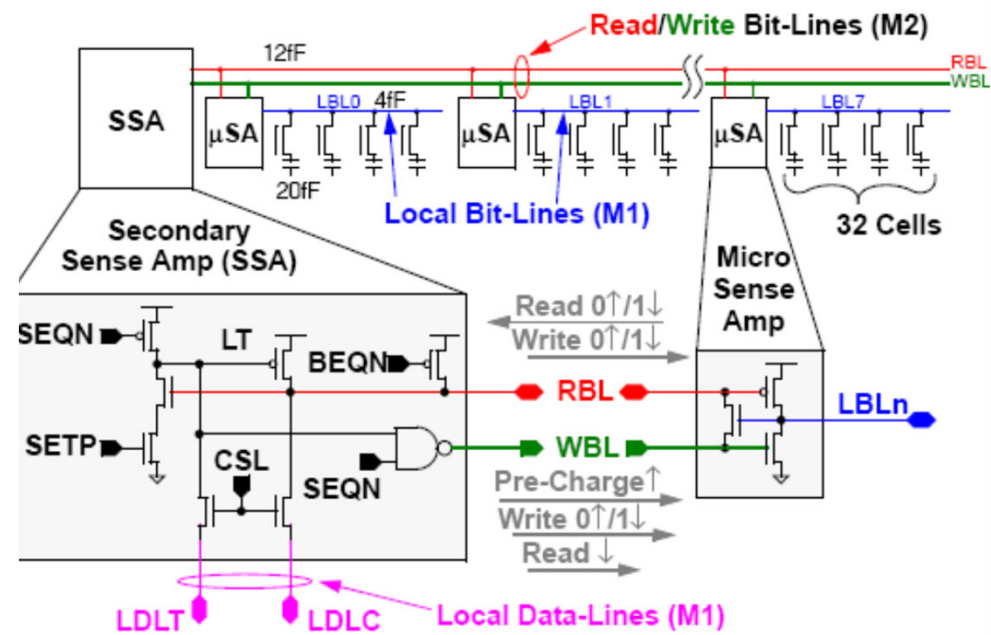 Read/Write Bit-Lines (M2)
12fF
RBL
WBL
SSA
μSA
LBL0
4fF
μSA
LBL1
μSA
LBL7
20fF
Local Bit-Lines (M1)
32 Cells
Secondary
Sense Amp (SSA)
Micro
Sense
Amp
SEQN
LT
BEQN
Read 0↑/1↓
Write 0↑/1↓
RBL
LBLn
SETP
CSL
SEQN
WBL
Pre-Charge↑
Write 0↑/1↓
Read ↓
LDLT
LDLC
Local Data-Lines (M1)